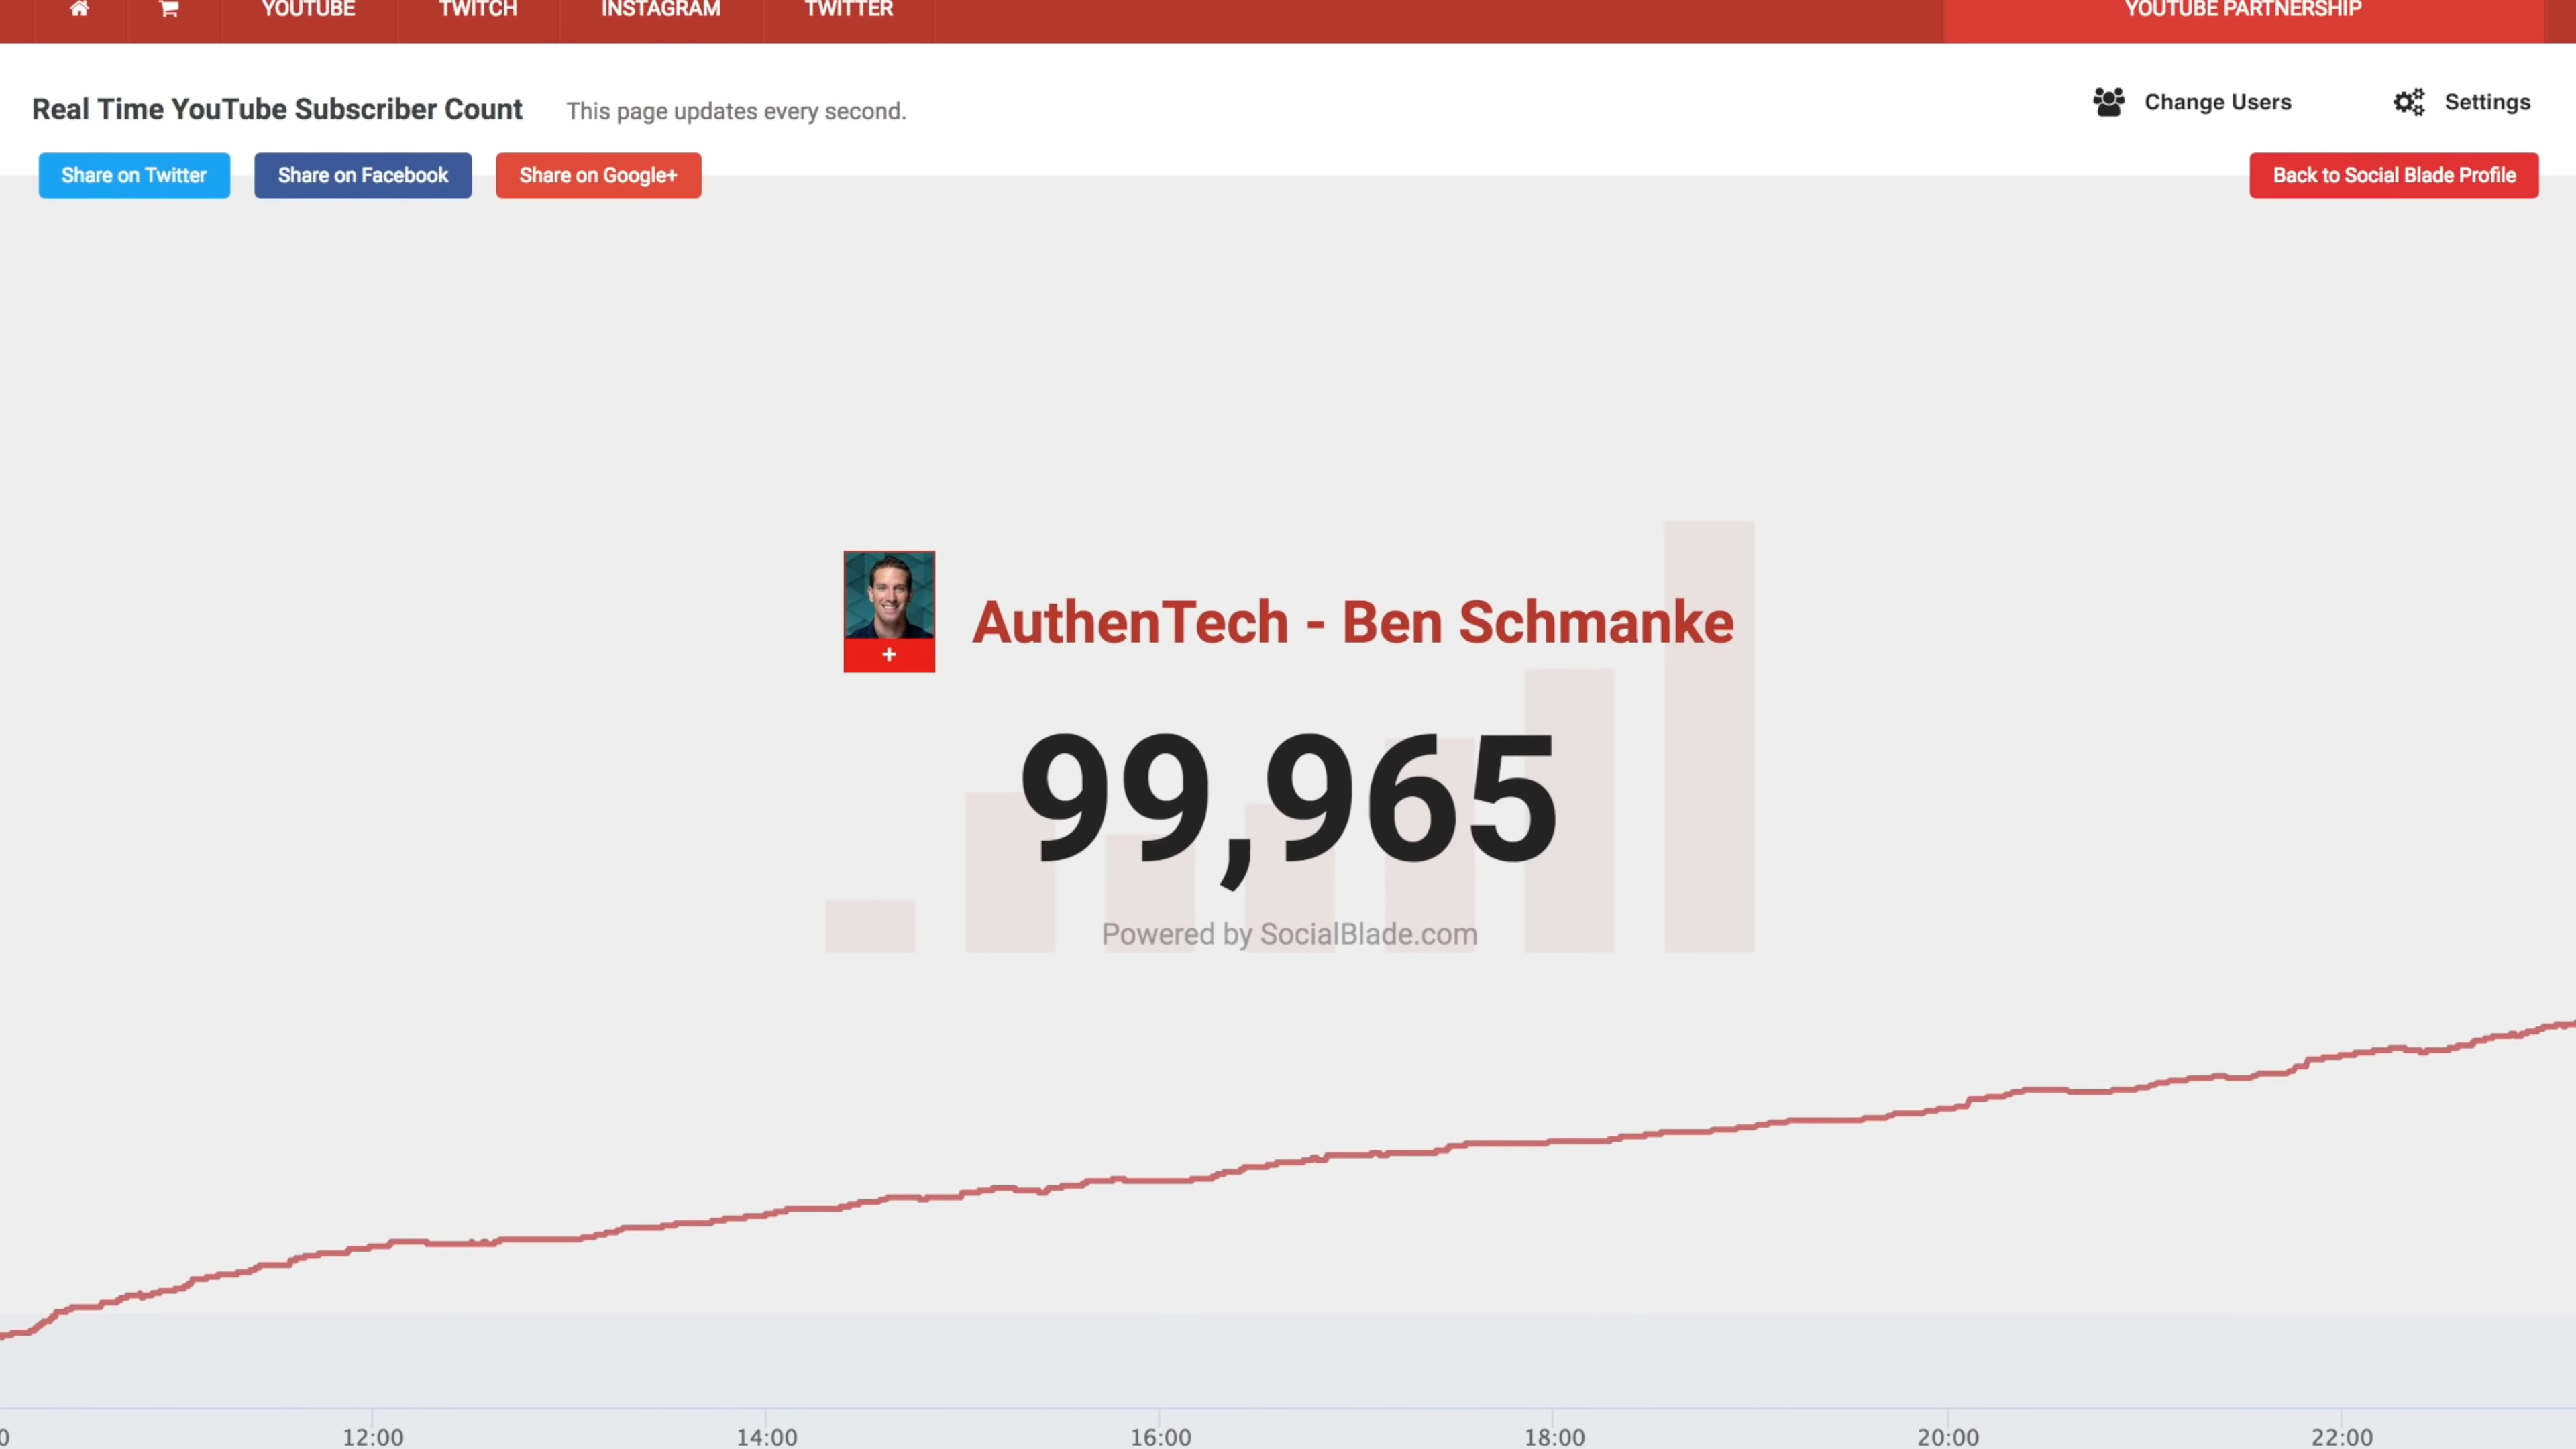 YOUTUBE TWITCH INSTAGRAM TWITTER YOUTUBE PARTNERSHIP
Real Time YouTube Subscriber Count This page updates every second. Change Users Settings
Share on Twitter Share on Facebook Share on Google+ Back to Social Blade Profile
AuthenTech - Ben Schmanke
+
99,965
Powered by SocialBlade.com
0 12:00 14:00 16:00 18:00 20:00 22:00